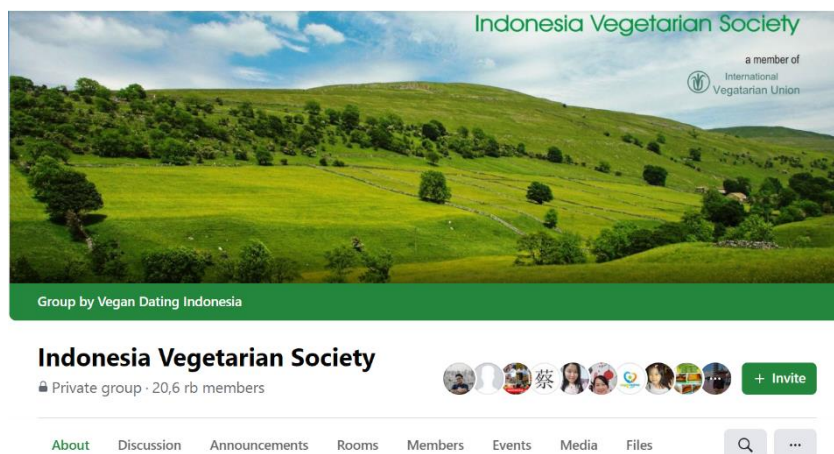 Indonesia Vegetarian Society
a member of
International
Vegatarian Union
Group by Vegan Dating Indonesia
Indonesia Vegetarian Society
Private group · 20,6 rb members
蔡
+ Invite
About Discussion Announcements Rooms Members Events Media Files
...